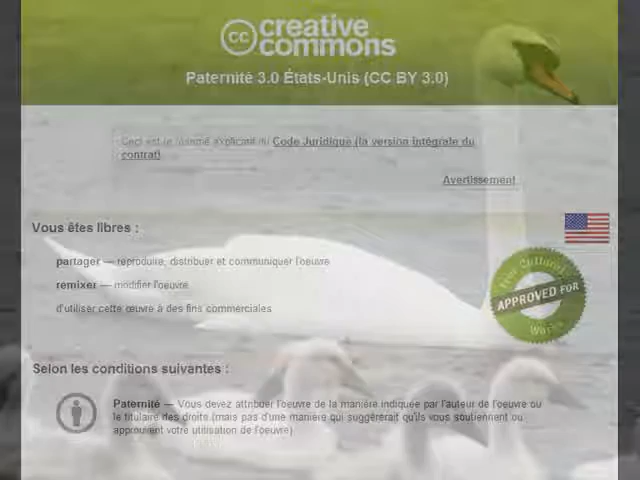 cc creative
commons
Paternité 3.0 États-Unis (CC BY 3.0)
Ceci est le résumé explicatif du Code Juridique (la version intégrale du
contrat)
Avertissement
Vous êtes libres :
partager — reproduire, distribuer et communiquer l'oeuvre
remixer — modifier l'oeuvre
d'utiliser cette œuvre à des fins commerciales
Free Cultural
APPROVED FOR
Works
Selon les conditions suivantes :
Paternité — Vous devez attribuer l'oeuvre de la manière indiquée par l'auteur de l'oeuvre ou
le titulaire des droits (mais pas d'une manière qui suggérerait qu'ils vous soutiennent ou
approuvent votre utilisation de l'oeuvre)